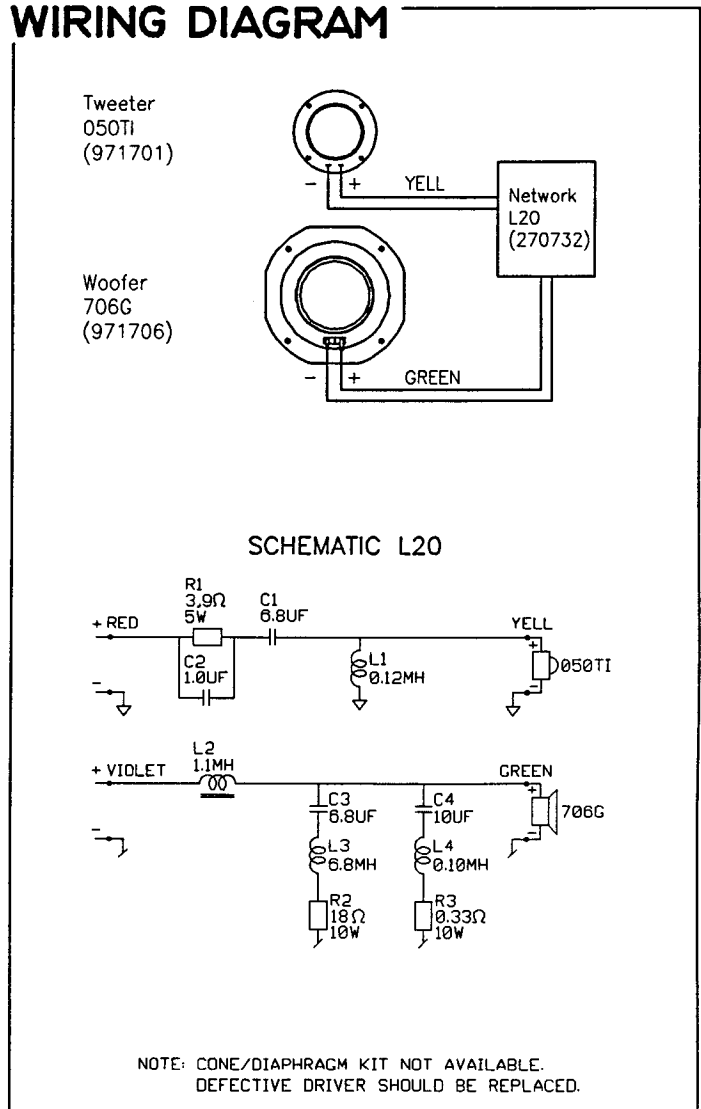 WIRING DIAGRAM
Tweeter
050TI
(971701)
- +
YELL
Network
L20
(270732)
Woofer
706G
(971706)
- +
GREEN
SCHEMATIC L20
R1
3,9Ω
5W
C1
6.8UF
+ RED
C2
1.0UF
-
L1
0.12MH
YELL
+
-
050TI
L2
1.1MH
+ VIOLET
-
C3
6.8UF
L3
6.8MH
R2
18Ω
10W
C4
10UF
L4
0.10MH
R3
0.33Ω
10W
GREEN
+
-
706G
NOTE: CONE/DIAPHRAGM KIT NOT AVAILABLE.
DEFECTIVE DRIVER SHOULD BE REPLACED.